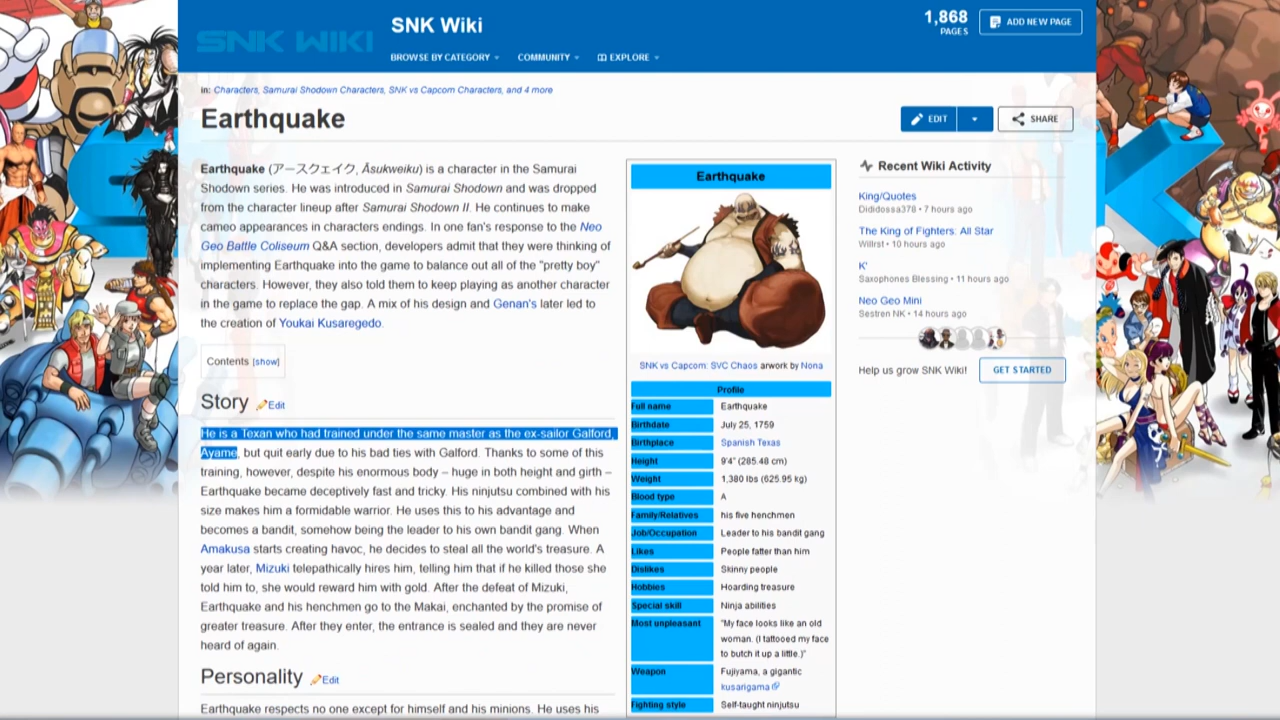 SNK WIKI
SNK Wiki
1,868
PAGES
ADD NEW PAGE
BROWSE BY CATEGORY
COMMUNITY
EXPLORE
in: Characters, Samurai Shodown Characters, SNK vs Capcom Characters, and 4 more
Earthquake
EDIT
SHARE
Earthquake (アースクェイク, Āsukweiku) is a character in the Samurai
Shodown series. He was introduced in Samurai Shodown and was dropped
from the character lineup after Samurai Shodown II. He continues to make
cameo appearances in characters endings. In one fan's response to the Neo
Geo Battle Coliseum Q&A section, developers admit that they were thinking of
implementing Earthquake into the game to balance out all of the "pretty boy"
characters. However, they also told them to keep playing as another character
in the game to replace the gap. A mix of his design and Genan's later led to
the creation of Youkai Kusaregedo.
Contents [show]
Story Edit
He is a Texan who had trained under the same master as the ex-sailor Galford,
Ayame, but quit early due to his bad ties with Galford. Thanks to some of this
training, however, despite his enormous body – huge in both height and girth –
Earthquake became deceptively fast and tricky. His ninjutsu combined with his
size makes him a formidable warrior. He uses this to his advantage and
becomes a bandit, somehow being the leader to his own bandit gang. When
Amakusa starts creating havoc, he decides to steal all the world's treasure. A
year later, Mizuki telepathically hires him, telling him that if he killed those she
told him to, she would reward him with gold. After the defeat of Mizuki,
Earthquake and his henchmen go to the Makai, enchanted by the promise of
greater treasure. After they enter, the entrance is sealed and they are never
heard of again.
Personality Edit
Earthquake respects no one except for himself and his minions. He uses his
Earthquake
SNK vs Capcom: SVC Chaos arwork by Nona
Profile
Full name Earthquake
Birthdate July 25, 1759
Birthplace Spanish Texas
Height 9'4" (285.48 cm)
Weight 1,380 lbs (625.95 kg)
Blood type A
Family/Relatives his five henchmen
Job/Occupation Leader to his bandit gang
Likes People fatter than him
Dislikes Skinny people
Hobbies Hoarding treasure
Special skill Ninja abilities
Most unpleasant "My face looks like an old
woman. (I tattooed my face
to butch it up a little.)"
Weapon Fujiyama, a gigantic
kusarigama
Fighting style Self-taught ninjutsu
Recent Wiki Activity
King/Quotes
Dididossa378 • 7 hours ago
The King of Fighters: All Star
Willrst • 10 hours ago
K'
Saxophones Blessing • 11 hours ago
Neo Geo Mini
Sestren NK • 14 hours ago
Help us grow SNK Wiki!
GET STARTED